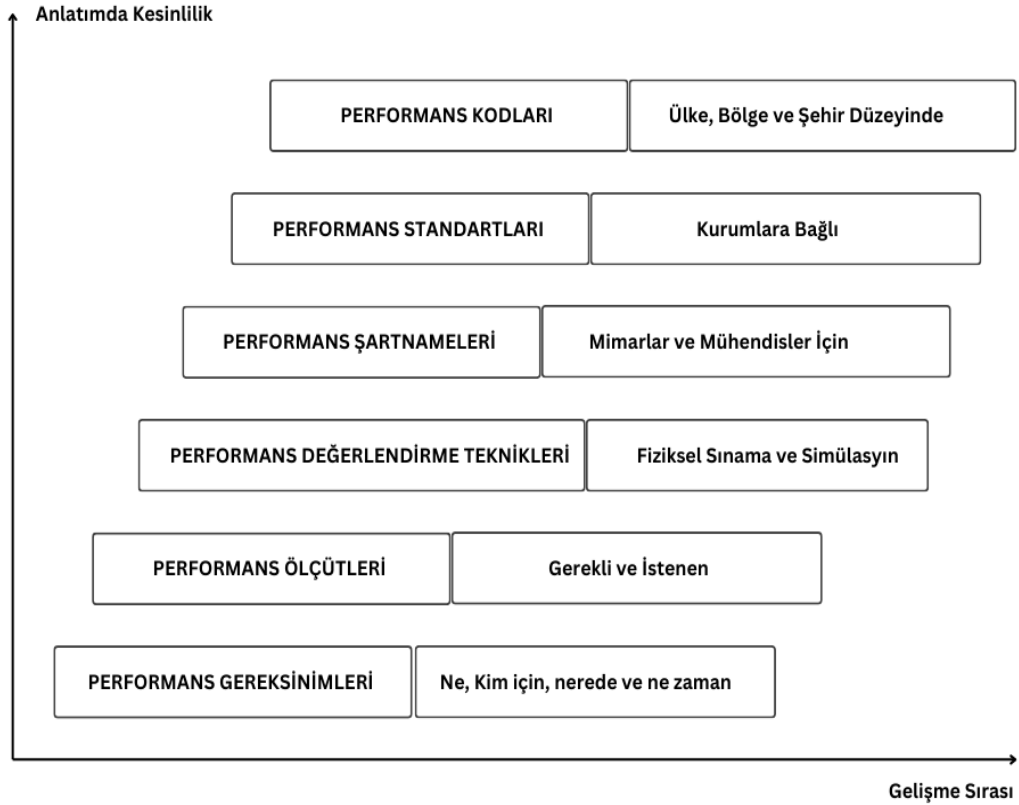 Anlatımda Kesinlilik
PERFORMANS KODLARI
Ülke, Bölge ve Şehir Düzeyinde
PERFORMANS STANDARTLARI
Kurumlara Bağlı
PERFORMANS ŞARTNAMELERİ
Mimarlar ve Mühendisler İçin
PERFORMANS DEĞERLENDİRME TEKNİKLERİ
Fiziksel Sınama ve Simülasyın
PERFORMANS ÖLÇÜTLERİ
Gerekli ve İstenen
PERFORMANS GEREKSİNİMLERİ
Ne, Kim için, nerede ve ne zaman
Gelişme Sırası